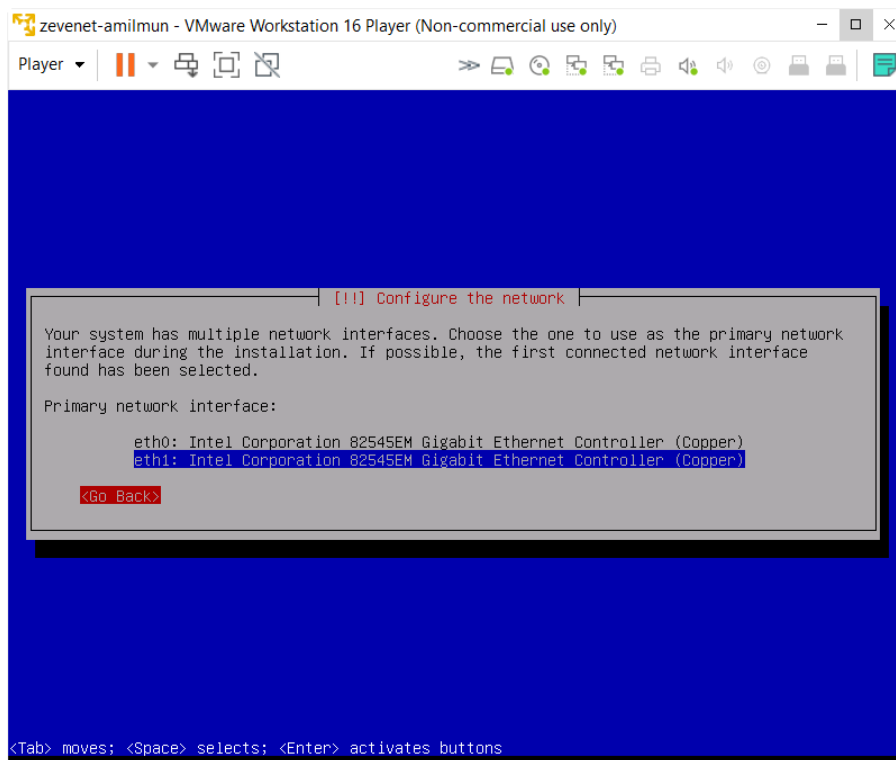 zevenet-amilmun - VMware Workstation 16 Player (Non-commercial use only)
Player
[!!] Configure the network
Your system has multiple network interfaces. Choose the one to use as the primary network
interface during the installation. If possible, the first connected network interface
found has been selected.
Primary network interface:
eth0: Intel Corporation 82545EM Gigabit Ethernet Controller (Copper)
eth1: Intel Corporation 82545EM Gigabit Ethernet Controller (Copper)
<Go Back>
<Tab> moves; <Space> selects; <Enter> activates buttons